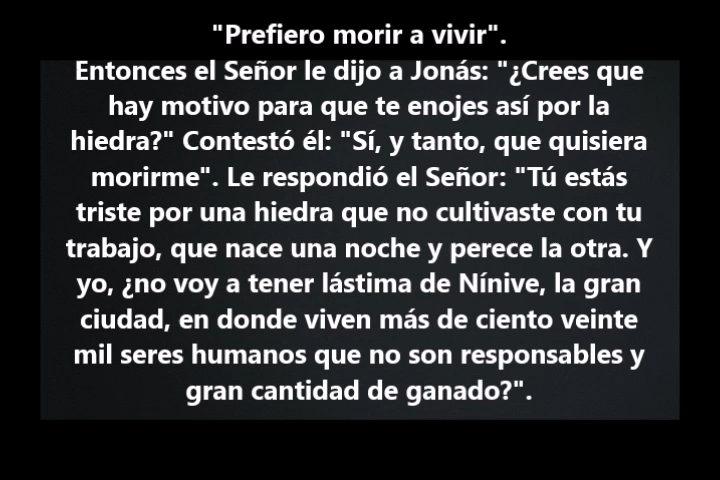 "Prefiero morir a vivir".
Entonces el Señor le dijo a Jonás: "¿Crees que
hay motivo para que te enojes así por la
hiedra?" Contestó él: "Sí, y tanto, que quisiera
morirme". Le respondió el Señor: "Tú estás
triste por una hiedra que no cultivaste con tu
trabajo, que nace una noche y perece la otra. Y
yo, ¿no voy a tener lástima de Nínive, la gran
ciudad, en donde viven más de ciento veinte
mil seres humanos que no son responsables y
gran cantidad de ganado?".